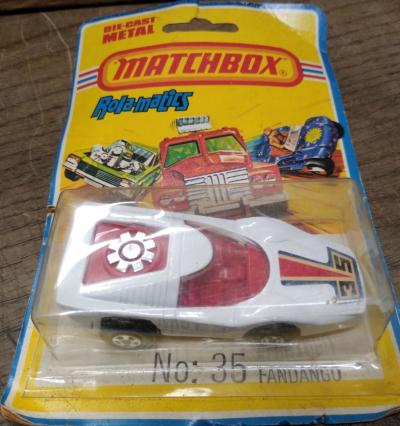 DIE-CAST
METAL
MATCHBOX
®
Rola-matics
35
No: 35 FANDANGO